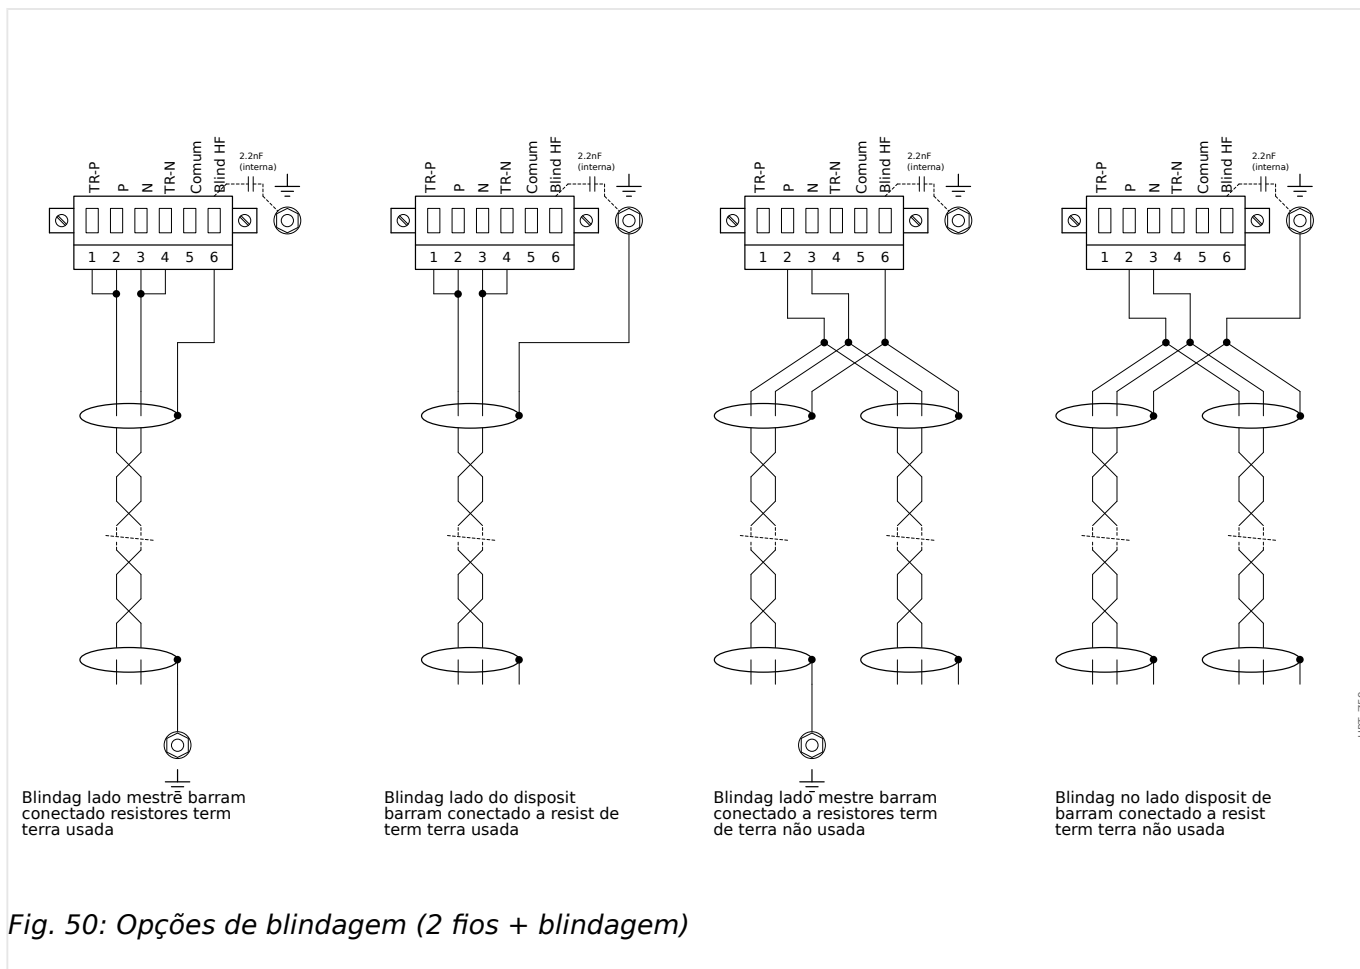 TR-P P N TR-N Comum Blind HF
2.2nF
(interna)
1 2 3 4 5 6
TR-P P N TR-N Comum Blind HF
2.2nF
(interna)
1 2 3 4 5 6
TR-P P N TR-N Comum Blind HF
2.2nF
(interna)
1 2 3 4 5 6
TR-P P N TR-N Comum Blind HF
2.2nF
(interna)
1 2 3 4 5 6
Blindag lado mestre barram
conectado resistores term
terra usada
Blindag lado do disposit
barram conectado a resist de
term terra usada
Blindag lado mestre barram
conectado a resistores term
de terra não usada
Blindag no lado disposit de
barram conectado a resist
term terra não usada
Fig. 50: Opções de blindagem (2 fios + blindagem)